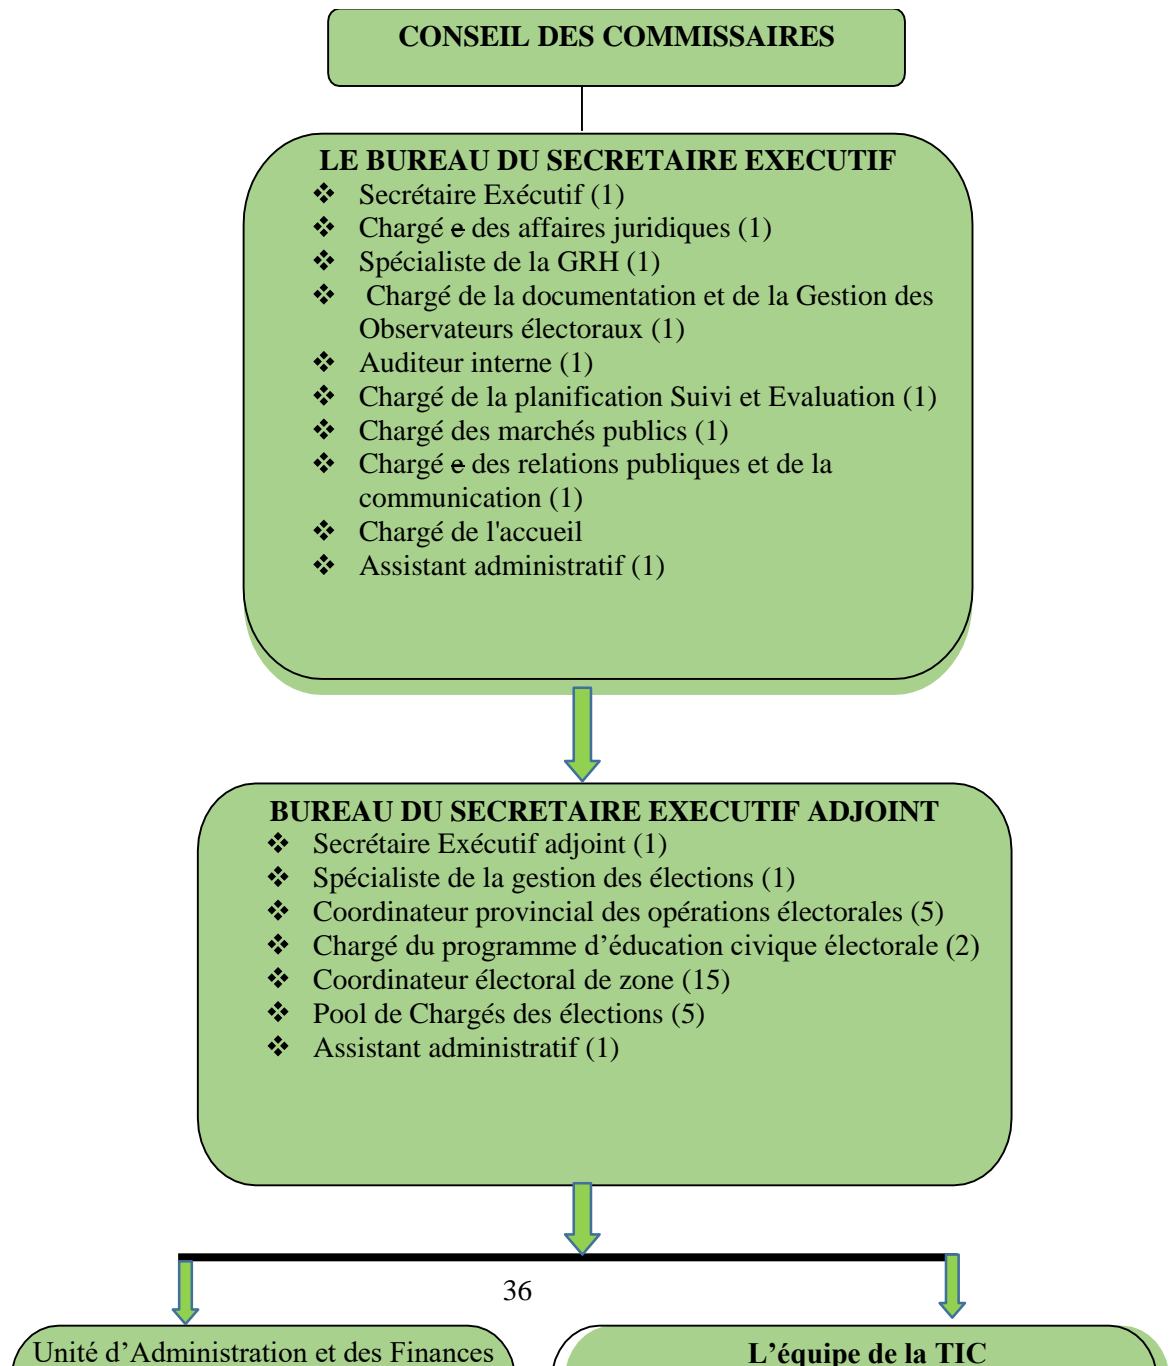 CONSEIL DES COMMISSAIRES
LE BUREAU DU SECRETAIRE EXECUTIF
❖ Secrétaire Exécutif (1)
❖ Chargé e des affaires juridiques (1)
❖ Spécialiste de la GRH (1)
❖ Chargé de la documentation et de la Gestion des
Observateurs électoraux (1)
❖ Auditeur interne (1)
❖ Chargé de la planification Suivi et Evaluation (1)
❖ Chargé des marchés publics (1)
❖ Chargé e des relations publiques et de la
communication (1)
❖ Chargé de l'accueil
❖ Assistant administratif (1)
BUREAU DU SECRETAIRE EXECUTIF ADJOINT
❖ Secrétaire Exécutif adjoint (1)
❖ Spécialiste de la gestion des élections (1)
❖ Coordinateur provincial des opérations électorales (5)
❖ Chargé du programme d’éducation civique électorale (2)
❖ Coordinateur électoral de zone (15)
❖ Pool de Chargés des élections (5)
❖ Assistant administratif (1)
36
Unité d’Administration et des Finances
L’équipe de la TIC